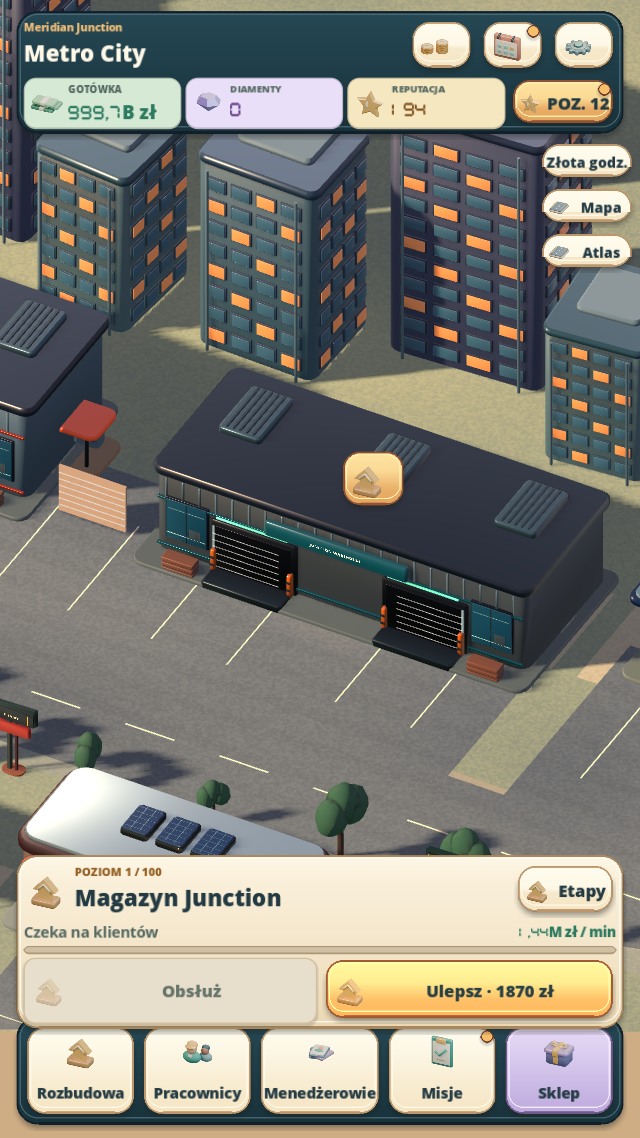 Meridian Junction
Metro City
GOTÓWKA
999,7B zł
DIAMENTY
0
REPUTACJA
194
POZ. 12
Złota godz.
Mapa
Atlas
POZIOM 1 / 100
Magazyn Junction
Etapy
Czeka na klientów
1,44M zł / min
Obsłuż
Ulepsz · 1870 zł
Rozbudowa
Pracownicy
Menedżerowie
Misje
Sklep